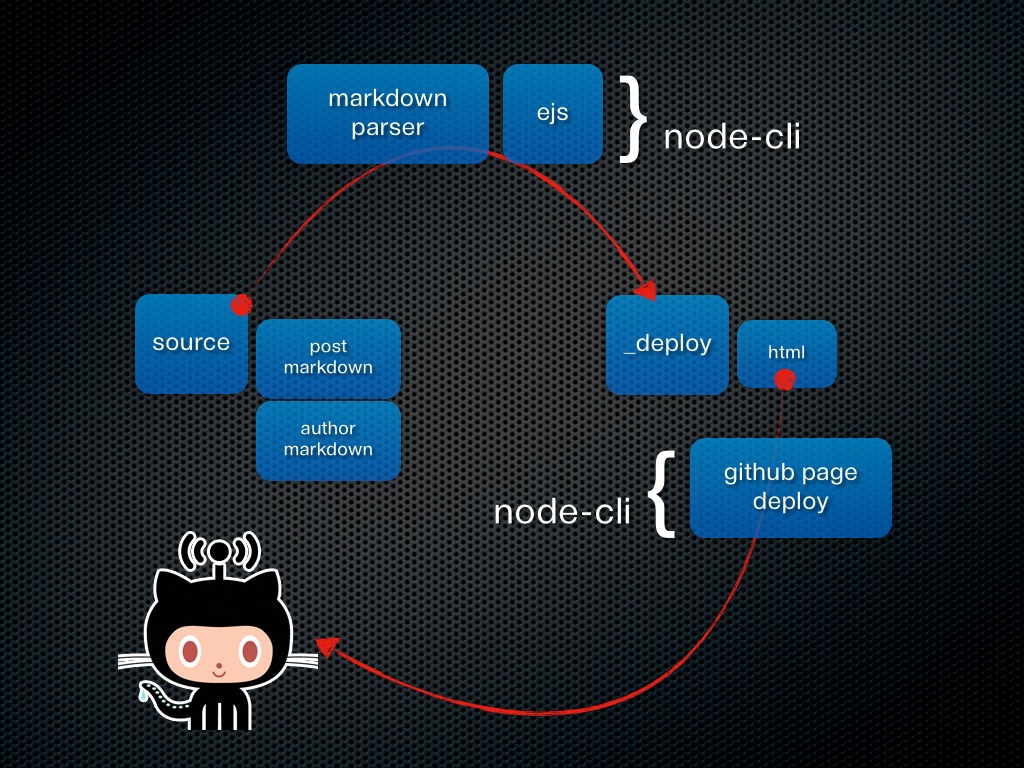 markdown
parser
ejs
}
node-cli
source
post
markdown
author
markdown
_deploy
html
node-cli
{
github page
deploy